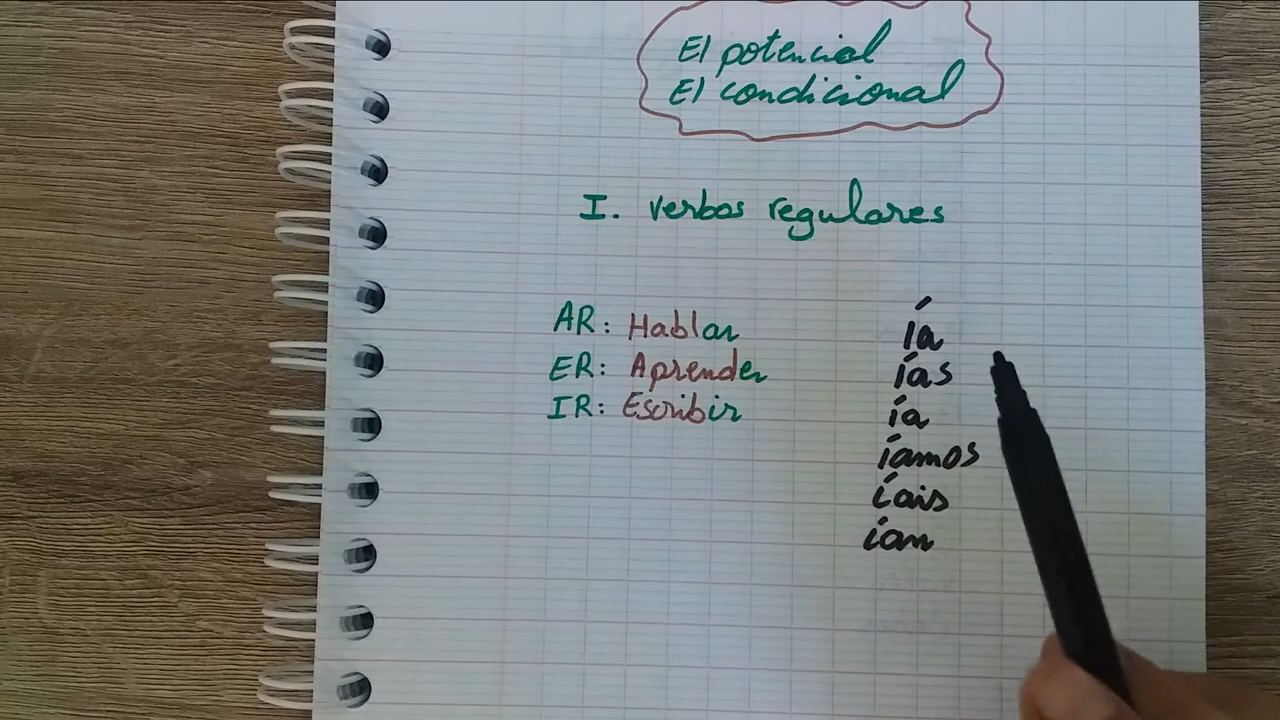 El potencial
El condicional
I. verbos regulares
AR: Hablar
ER: Aprender
IR: Escribir
ía
ías
ía
íamos
íais
ían